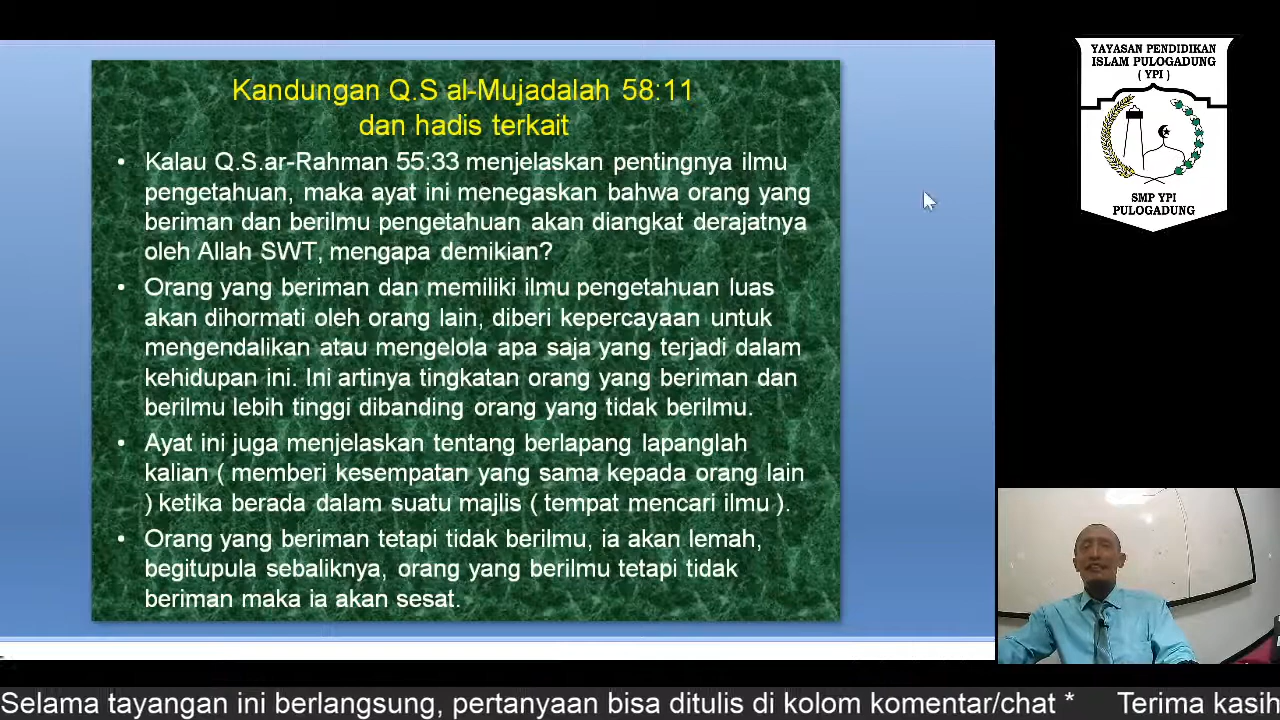 Kandungan Q.S al-Mujadalah 58:11
dan hadis terkait
• Kalau Q.S.ar-Rahman 55:33 menjelaskan pentingnya ilmu
pengetahuan, maka ayat ini menegaskan bahwa orang yang
beriman dan berilmu pengetahuan akan diangkat derajatnya
oleh Allah SWT, mengapa demikian?
• Orang yang beriman dan memiliki ilmu pengetahuan luas
akan dihormati oleh orang lain, diberi kepercayaan untuk
mengendalikan atau mengelola apa saja yang terjadi dalam
kehidupan ini. Ini artinya tingkatan orang yang beriman dan
berilmu lebih tinggi dibanding orang yang tidak berilmu.
• Ayat ini juga menjelaskan tentang berlapang lapanglah
kalian ( memberi kesempatan yang sama kepada orang lain
) ketika berada dalam suatu majlis ( tempat mencari ilmu ).
• Orang yang beriman tetapi tidak berilmu, ia akan lemah,
begitupula sebaliknya, orang yang berilmu tetapi tidak
beriman maka ia akan sesat.
YAYASAN PENDIDIKAN
ISLAM PULOGADUNG
( YPI )
SMP YPI
PULOGADUNG
Selama tayangan ini berlangsung, pertanyaan bisa ditulis di kolom komentar/chat * Terima kasih